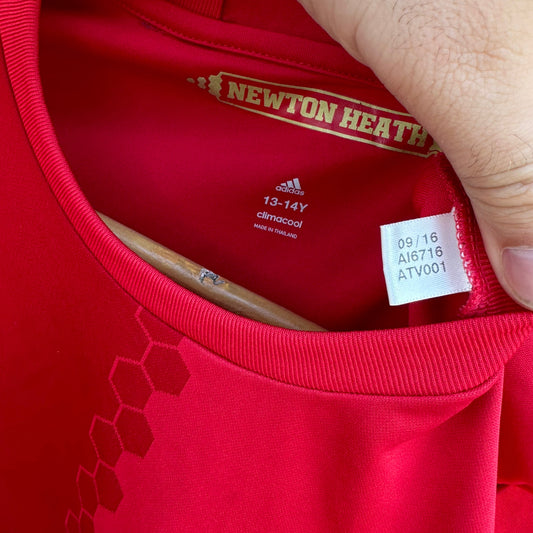 NEWTON HEATH
adidas
13-14Y
climacool
MADE IN THAILAND
09/16
AI6716
ATV001